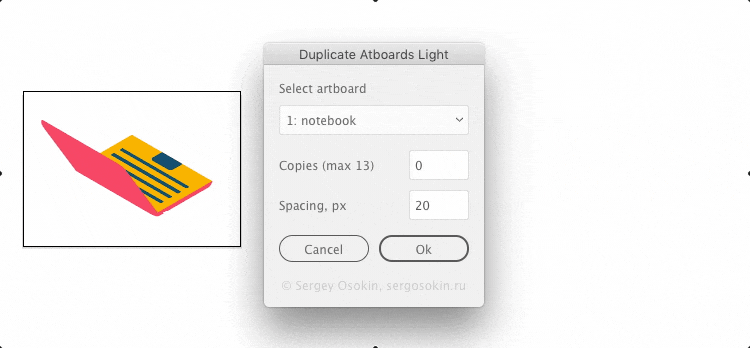 Duplicate Atboards Light
Select artboard
1: notebook
Copies (max 13)
0
Spacing, px
20
Cancel
Ok
© Sergey Osokin, sergosokin.ru